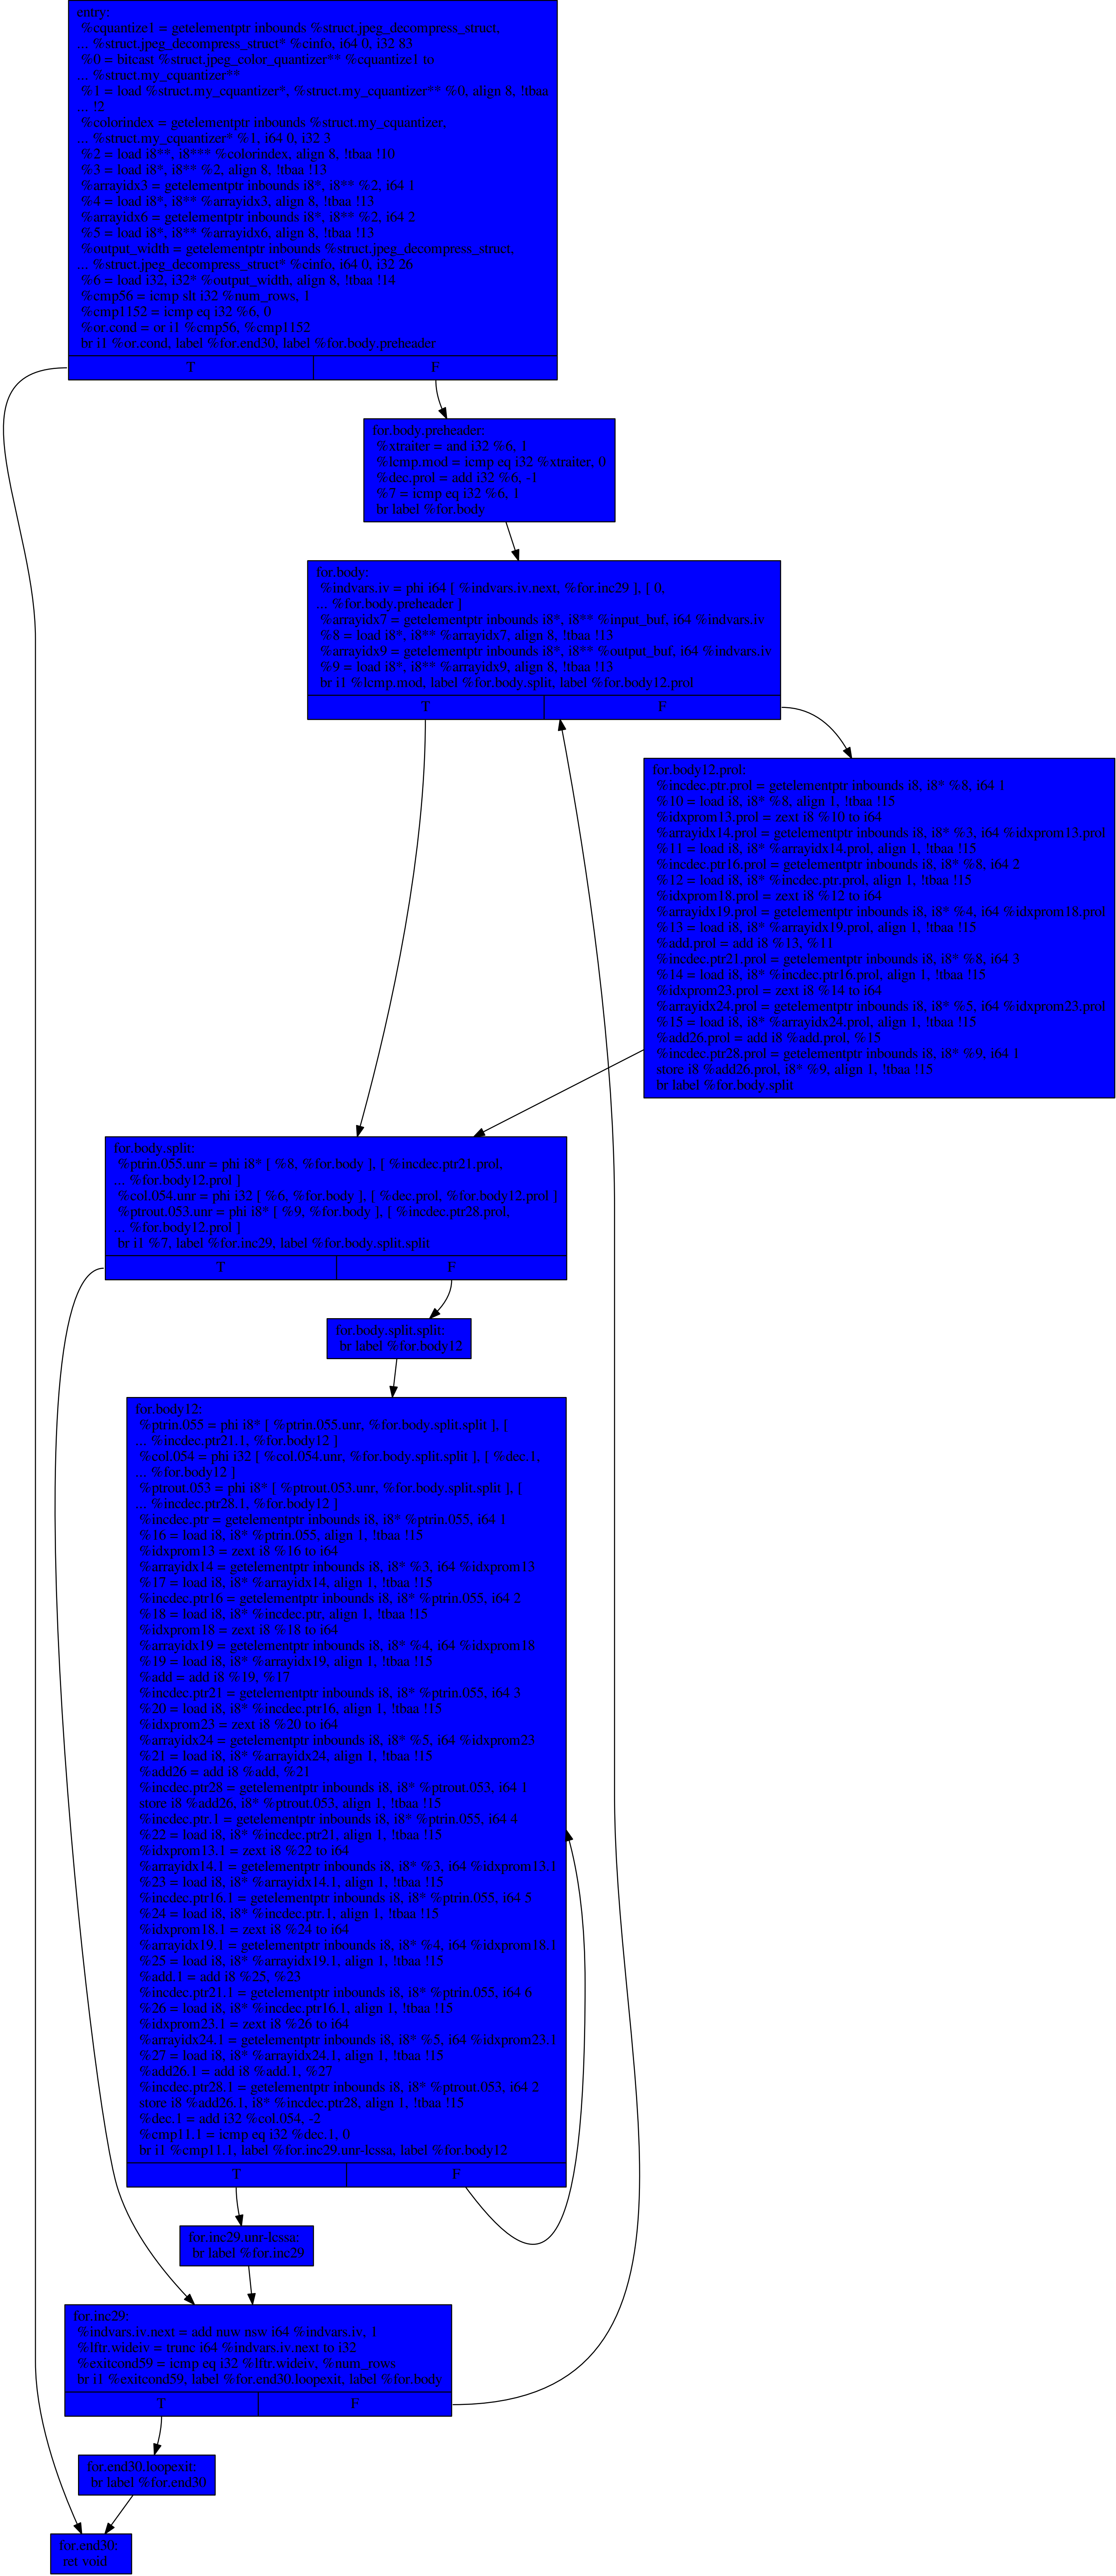 entry:
%cquantize1 = getelementptr inbounds %struct.jpeg_decompress_struct,
... %struct.jpeg_decompress_struct* %cinfo, i64 0, i32 83
%0 = bitcast %struct.jpeg_color_quantizer** %cquantize1 to
... %struct.my_cquantizer**
%1 = load %struct.my_cquantizer*, %struct.my_cquantizer** %0, align 8, !tbaa
... !2
%colorindex = getelementptr inbounds %struct.my_cquantizer,
... %struct.my_cquantizer* %1, i64 0, i32 3
%2 = load i8**, i8*** %colorindex, align 8, !tbaa !10
%3 = load i8*, i8** %2, align 8, !tbaa !13
%arrayidx3 = getelementptr inbounds i8*, i8** %2, i64 1
%4 = load i8*, i8** %arrayidx3, align 8, !tbaa !13
%arrayidx6 = getelementptr inbounds i8*, i8** %2, i64 2
%5 = load i8*, i8** %arrayidx6, align 8, !tbaa !13
%output_width = getelementptr inbounds %struct.jpeg_decompress_struct,
... %struct.jpeg_decompress_struct* %cinfo, i64 0, i32 26
%6 = load i32, i32* %output_width, align 8, !tbaa !14
%cmp56 = icmp slt i32 %num_rows, 1
%cmp1152 = icmp eq i32 %6, 0
%or.cond = or i1 %cmp56, %cmp1152
br i1 %or.cond, label %for.end30, label %for.body.preheader
T F
for.body.preheader:
%xtraiter = and i32 %6, 1
%lcmp.mod = icmp eq i32 %xtraiter, 0
%dec.prol = add i32 %6, -1
%7 = icmp eq i32 %6, 1
br label %for.body
for.body:
%indvars.iv = phi i64 [ %indvars.iv.next, %for.inc29 ], [ 0,
... %for.body.preheader ]
%arrayidx7 = getelementptr inbounds i8*, i8** %input_buf, i64 %indvars.iv
%8 = load i8*, i8** %arrayidx7, align 8, !tbaa !13
%arrayidx9 = getelementptr inbounds i8*, i8** %output_buf, i64 %indvars.iv
%9 = load i8*, i8** %arrayidx9, align 8, !tbaa !13
br i1 %lcmp.mod, label %for.body.split, label %for.body12.prol
T F
for.body12.prol:
%incdec.ptr.prol = getelementptr inbounds i8, i8* %8, i64 1
%10 = load i8, i8* %8, align 1, !tbaa !15
%idxprom13.prol = zext i8 %10 to i64
%arrayidx14.prol = getelementptr inbounds i8, i8* %3, i64 %idxprom13.prol
%11 = load i8, i8* %arrayidx14.prol, align 1, !tbaa !15
%incdec.ptr16.prol = getelementptr inbounds i8, i8* %8, i64 2
%12 = load i8, i8* %incdec.ptr.prol, align 1, !tbaa !15
%idxprom18.prol = zext i8 %12 to i64
%arrayidx19.prol = getelementptr inbounds i8, i8* %4, i64 %idxprom18.prol
%13 = load i8, i8* %arrayidx19.prol, align 1, !tbaa !15
%add.prol = add i8 %13, %11
%incdec.ptr21.prol = getelementptr inbounds i8, i8* %8, i64 3
%14 = load i8, i8* %incdec.ptr16.prol, align 1, !tbaa !15
%idxprom23.prol = zext i8 %14 to i64
%arrayidx24.prol = getelementptr inbounds i8, i8* %5, i64 %idxprom23.prol
%15 = load i8, i8* %arrayidx24.prol, align 1, !tbaa !15
%add26.prol = add i8 %add.prol, %15
%incdec.ptr28.prol = getelementptr inbounds i8, i8* %9, i64 1
store i8 %add26.prol, i8* %9, align 1, !tbaa !15
br label %for.body.split
for.body.split:
%ptrin.055.unr = phi i8* [ %8, %for.body ], [ %incdec.ptr21.prol,
... %for.body12.prol ]
%col.054.unr = phi i32 [ %6, %for.body ], [ %dec.prol, %for.body12.prol ]
%ptrout.053.unr = phi i8* [ %9, %for.body ], [ %incdec.ptr28.prol,
... %for.body12.prol ]
br i1 %7, label %for.inc29, label %for.body.split.split
T F
for.body.split.split:
br label %for.body12
for.body12:
%ptrin.055 = phi i8* [ %ptrin.055.unr, %for.body.split.split ], [
... %incdec.ptr21.1, %for.body12 ]
%col.054 = phi i32 [ %col.054.unr, %for.body.split.split ], [ %dec.1,
... %for.body12 ]
%ptrout.053 = phi i8* [ %ptrout.053.unr, %for.body.split.split ], [
... %incdec.ptr28.1, %for.body12 ]
%incdec.ptr = getelementptr inbounds i8, i8* %ptrin.055, i64 1
%16 = load i8, i8* %ptrin.055, align 1, !tbaa !15
%idxprom13 = zext i8 %16 to i64
%arrayidx14 = getelementptr inbounds i8, i8* %3, i64 %idxprom13
%17 = load i8, i8* %arrayidx14, align 1, !tbaa !15
%incdec.ptr16 = getelementptr inbounds i8, i8* %ptrin.055, i64 2
%18 = load i8, i8* %incdec.ptr, align 1, !tbaa !15
%idxprom18 = zext i8 %18 to i64
%arrayidx19 = getelementptr inbounds i8, i8* %4, i64 %idxprom18
%19 = load i8, i8* %arrayidx19, align 1, !tbaa !15
%add = add i8 %19, %17
%incdec.ptr21 = getelementptr inbounds i8, i8* %ptrin.055, i64 3
%20 = load i8, i8* %incdec.ptr16, align 1, !tbaa !15
%idxprom23 = zext i8 %20 to i64
%arrayidx24 = getelementptr inbounds i8, i8* %5, i64 %idxprom23
%21 = load i8, i8* %arrayidx24, align 1, !tbaa !15
%add26 = add i8 %add, %21
%incdec.ptr28 = getelementptr inbounds i8, i8* %ptrout.053, i64 1
store i8 %add26, i8* %ptrout.053, align 1, !tbaa !15
%incdec.ptr.1 = getelementptr inbounds i8, i8* %ptrin.055, i64 4
%22 = load i8, i8* %incdec.ptr21, align 1, !tbaa !15
%idxprom13.1 = zext i8 %22 to i64
%arrayidx14.1 = getelementptr inbounds i8, i8* %3, i64 %idxprom13.1
%23 = load i8, i8* %arrayidx14.1, align 1, !tbaa !15
%incdec.ptr16.1 = getelementptr inbounds i8, i8* %ptrin.055, i64 5
%24 = load i8, i8* %incdec.ptr.1, align 1, !tbaa !15
%idxprom18.1 = zext i8 %24 to i64
%arrayidx19.1 = getelementptr inbounds i8, i8* %4, i64 %idxprom18.1
%25 = load i8, i8* %arrayidx19.1, align 1, !tbaa !15
%add.1 = add i8 %25, %23
%incdec.ptr21.1 = getelementptr inbounds i8, i8* %ptrin.055, i64 6
%26 = load i8, i8* %incdec.ptr16.1, align 1, !tbaa !15
%idxprom23.1 = zext i8 %26 to i64
%arrayidx24.1 = getelementptr inbounds i8, i8* %5, i64 %idxprom23.1
%27 = load i8, i8* %arrayidx24.1, align 1, !tbaa !15
%add26.1 = add i8 %add.1, %27
%incdec.ptr28.1 = getelementptr inbounds i8, i8* %ptrout.053, i64 2
store i8 %add26.1, i8* %incdec.ptr28, align 1, !tbaa !15
%dec.1 = add i32 %col.054, -2
%cmp11.1 = icmp eq i32 %dec.1, 0
br i1 %cmp11.1, label %for.inc29.unr-lcssa, label %for.body12
T F
for.inc29.unr-lcssa:
br label %for.inc29
for.inc29:
%indvars.iv.next = add nuw nsw i64 %indvars.iv, 1
%lftr.wideiv = trunc i64 %indvars.iv.next to i32
%exitcond59 = icmp eq i32 %lftr.wideiv, %num_rows
br i1 %exitcond59, label %for.end30.loopexit, label %for.body
T F
for.end30.loopexit:
br label %for.end30
for.end30:
ret void